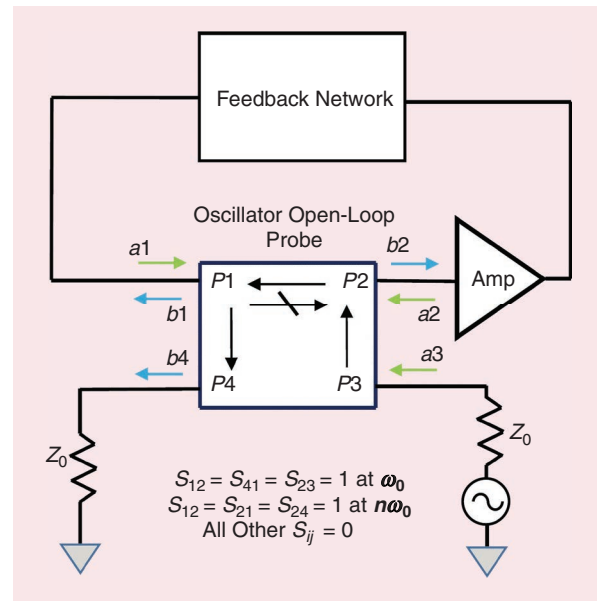 Feedback Network
Oscillator Open-Loop
Probe
a1
b1
b2
a2
Amp
P1
P2
P4
P3
b4
a3
Z0
Z0
S12 = S41 = S23 = 1 at ω0
S12 = S21 = S24 = 1 at nω0
All Other Sij = 0